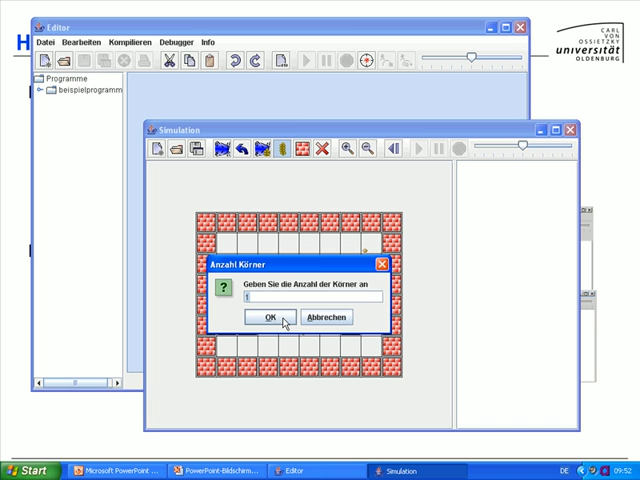 H
Editor
Datei Bearbeiten Kompilieren Debugger Info
CARL
VON
OSSIETZKY
universität
OLDENBURG
Programme
beispielprogramm
Simulation
Anzahl Körner
?
Geben Sie die Anzahl der Körner an
1
OK Abbrechen
Start Microsoft PowerPoint ... PowerPoint-Bildschirm... Editor Simulation DE 09:52